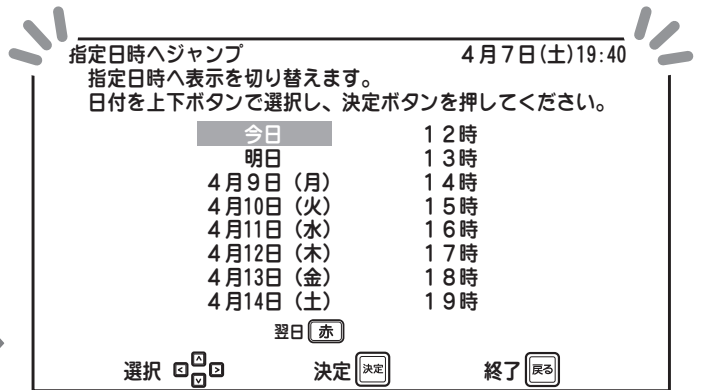 指定日時へジャンプ 4月7日(土)19:40
指定日時へ表示を切り替えます。
日付を上下ボタンで選択し、決定ボタンを押してください。
今日 12時
明日 13時
4月9日（月） 14時
4月10日（火） 15時
4月11日（水） 16時
4月12日（木） 17時
4月13日（金） 18時
4月14日（土） 19時
翌日 赤
選択 決定 決定 終了 戻る